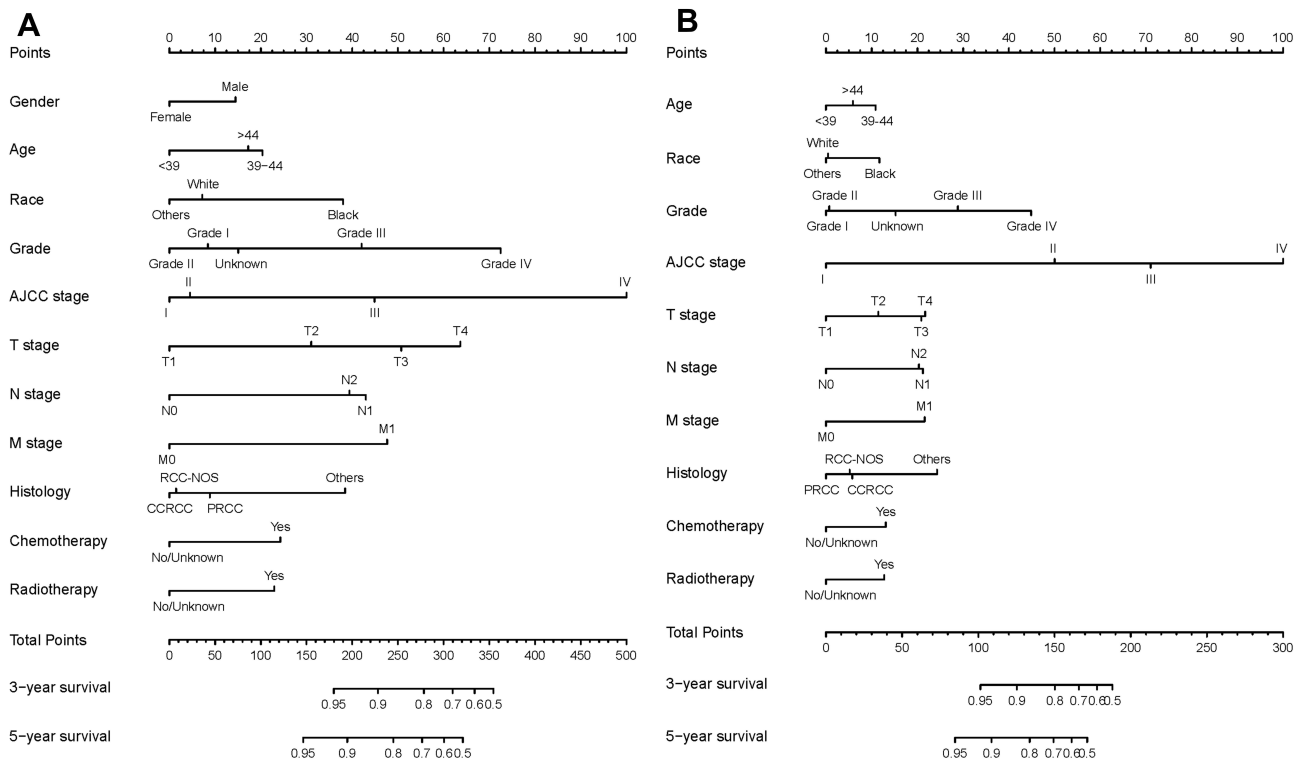 A
Points
0 10 20 30 40 50 60 70 80 90 100
Male
Gender
Female
>44
Age
<39 39−44
White
Race
Others Black
Grade I Grade III
Grade
Grade II Unknown Grade IV
II IV
AJCC stage
I III
T2 T4
T stage
T1 T3
N2
N stage
N0 N1
M1
M stage
M0
RCC-NOS Others
Histology
CCRCC PRCC
Yes
Chemotherapy
No/Unknown
Yes
Radiotherapy
No/Unknown
Total Points
0 50 100 150 200 250 300 350 400 450 500
3−year survival
0.95 0.9 0.8 0.7 0.6 0.5
5−year survival
0.95 0.9 0.8 0.7 0.6 0.5
B
Points
0 10 20 30 40 50 60 70 80 90 100
>44
Age
<39 39-44
White
Race
Others Black
Grade II Grade III
Grade
Grade I Unknown Grade IV
II IV
AJCC stage
I III
T2 T4
T stage
T1 T3
N2
N stage
N0 N1
M1
M stage
M0
RCC-NOS Others
Histology
PRCC CCRCC
Yes
Chemotherapy
No/Unknown
Yes
Radiotherapy
No/Unknown
Total Points
0 50 100 150 200 250 300
3−year survival
0.95 0.9 0.8 0.7 0.6 0.5
5−year survival
0.95 0.9 0.8 0.7 0.6 0.5